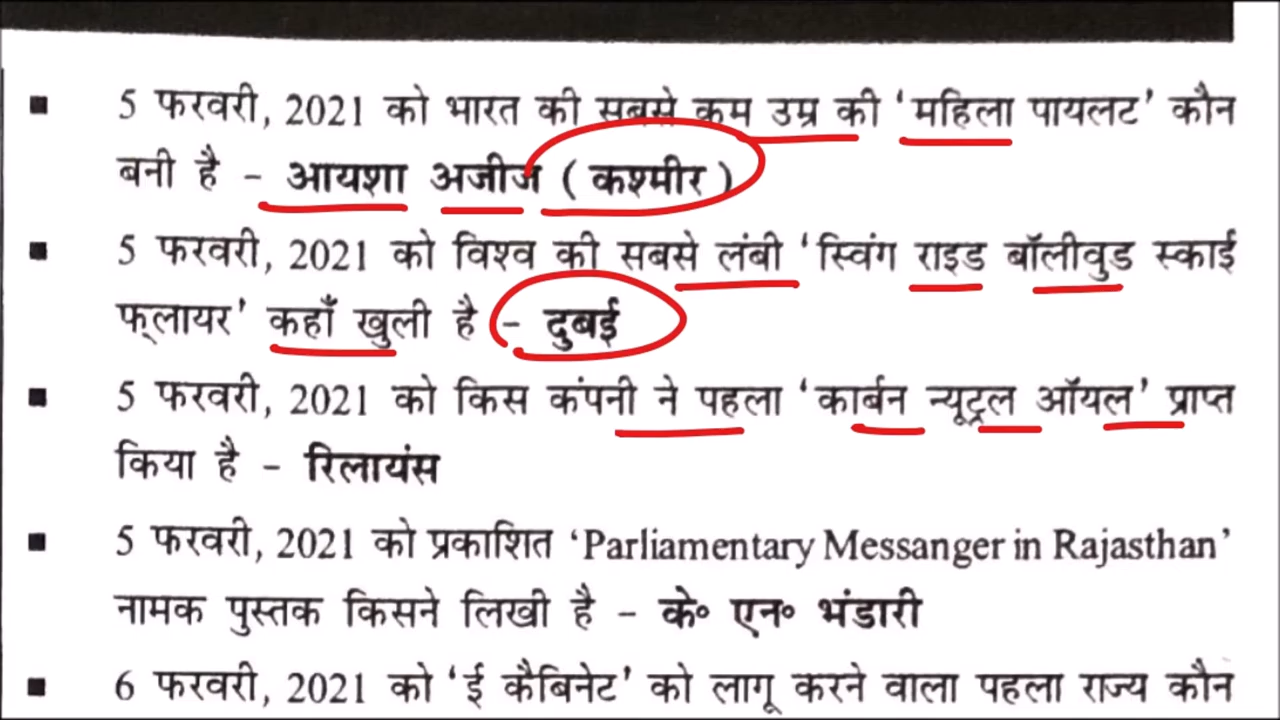 5 फरवरी, 2021 को भारत की सबसे कम उम्र की ‘महिला पायलट’ कौन
बनी है – आयशा अजीज ( कश्मीर )
5 फरवरी, 2021 को विश्व की सबसे लंबी ‘स्विंग राइड बॉलीवुड स्काई
फ्लायर’ कहाँ खुली है – दुबई
5 फरवरी, 2021 को किस कंपनी ने पहला ‘कार्बन न्यूट्रल ऑयल’ प्राप्त
किया है – रिलायंस
5 फरवरी, 2021 को प्रकाशित ‘Parliamentary Messanger in Rajasthan’
नामक पुस्तक किसने लिखी है – के० एन० भंडारी
6 फरवरी, 2021 को ‘ई कैबिनेट’ को लागू करने वाला पहला राज्य कौन